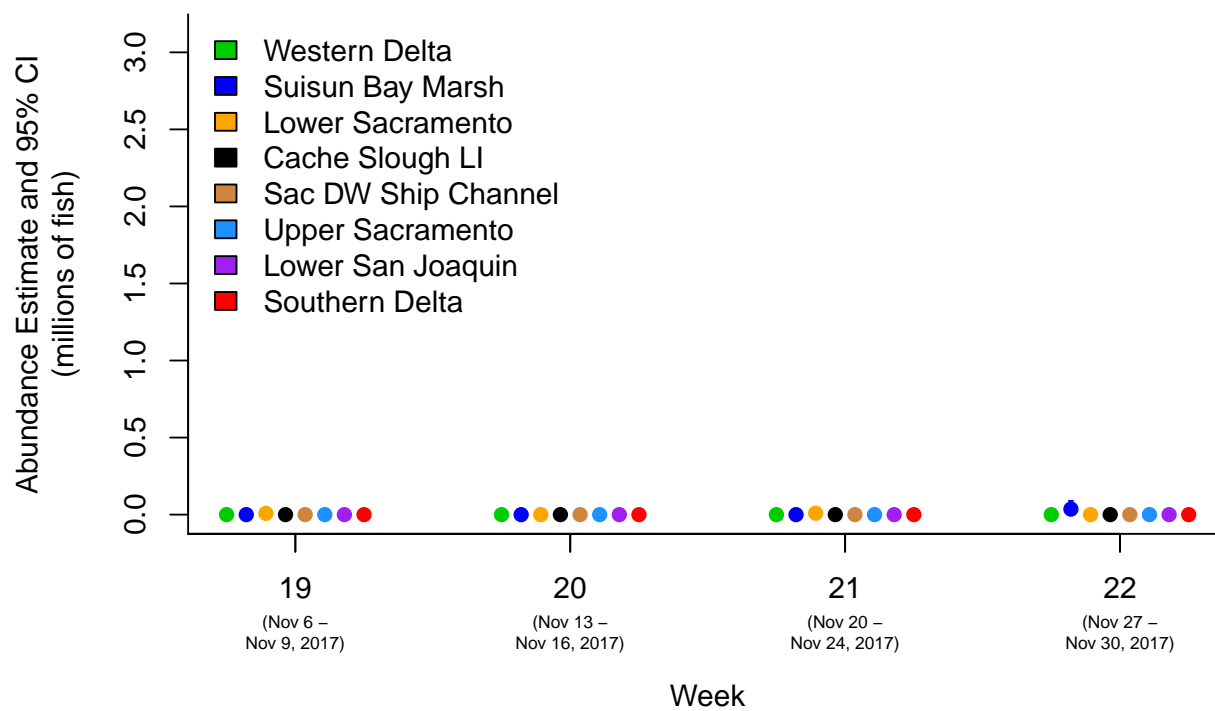 Abundance Estimate and 95% CI
(millions of fish)
3.0
2.5
2.0
1.5
1.0
0.5
0.0
Western Delta
Suisun Bay Marsh
Lower Sacramento
Cache Slough LI
Sac DW Ship Channel
Upper Sacramento
Lower San Joaquin
Southern Delta
19
20
21
22
(Nov 6 –
Nov 9, 2017)
(Nov 13 –
Nov 16, 2017)
(Nov 20 –
Nov 24, 2017)
(Nov 27 –
Nov 30, 2017)
Week